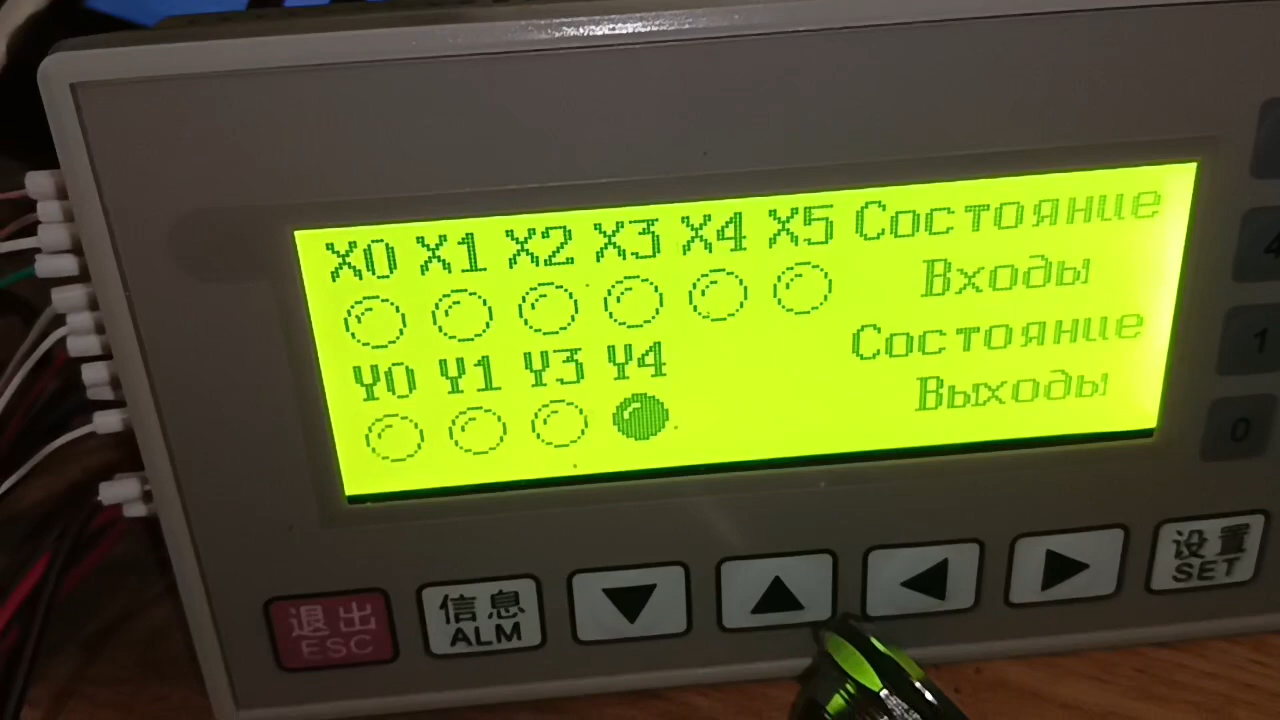 X0 X1 X2 X3 X4 X5 Состояние
Входы
Y0 Y1 Y3 Y4 Состояние
Выходы
退出 信息 设置
ESC ALM SET
1
0